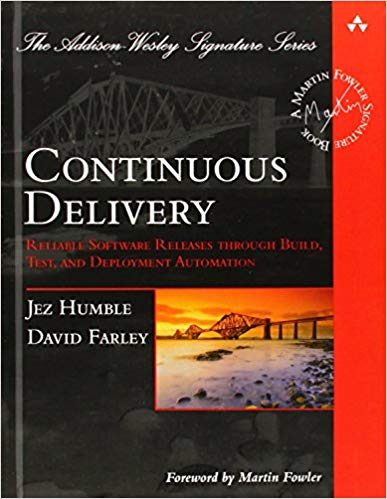 The Addison-Wesley Signature Series
A MARTIN FOWLER SIGNATURE BOOK
Martin
CONTINUOUS
DELIVERY
RELIABLE SOFTWARE RELEASES THROUGH BUILD,
TEST, AND DEPLOYMENT AUTOMATION
JEZ HUMBLE
DAVID FARLEY
Foreword by Martin Fowler